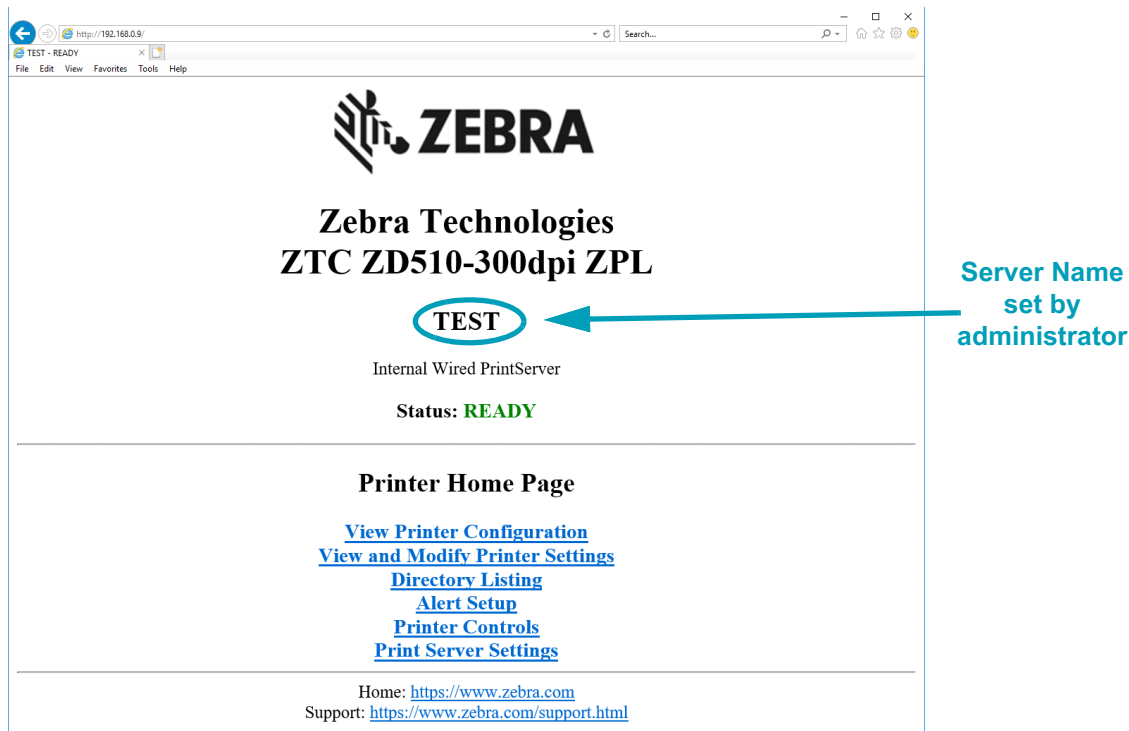 http://192.168.0.9/
Search...
TEST - READY
File Edit View Favorites Tools Help
ZEBRA
Zebra Technologies
ZTC ZD510-300dpi ZPL
TEST
Server Name
set by
administrator
Internal Wired PrintServer
Status: READY
Printer Home Page
View Printer Configuration
View and Modify Printer Settings
Directory Listing
Alert Setup
Printer Controls
Print Server Settings
Home: https://www.zebra.com
Support: https://www.zebra.com/support.html